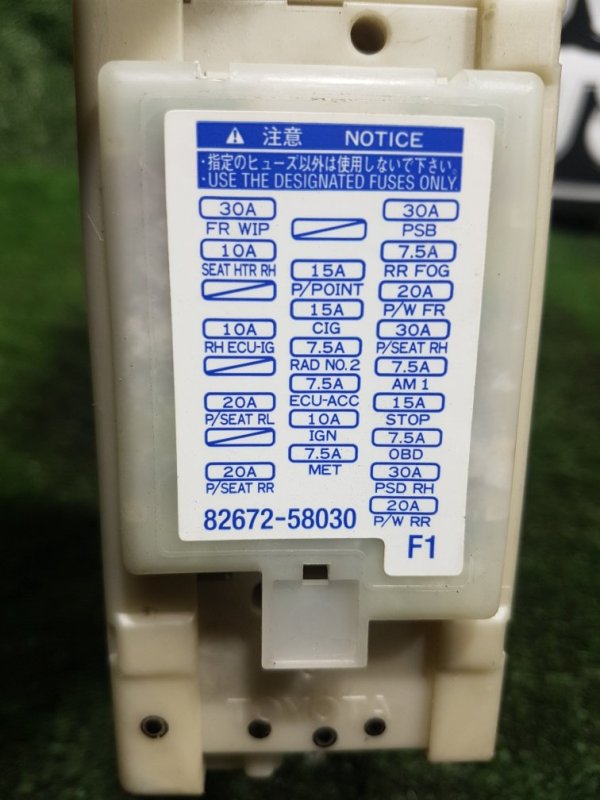 ⚠ 注意 NOTICE
・指定のヒューズ以外は使用しないで下さい。
・USE THE DESIGNATED FUSES ONLY.
30A
FR WIP
10A
SEAT HTR RH
10A
RH ECU-IG
20A
P/SEAT RL
20A
P/SEAT RR
15A
P/POINT
15A
CIG
7.5A
RAD NO.2
7.5A
ECU-ACC
10A
IGN
7.5A
MET
30A
PSB
7.5A
RR FOG
20A
P/W FR
30A
P/SEAT RH
7.5A
AM 1
15A
STOP
7.5A
OBD
30A
PSD RH
20A
P/W RR
82672-58030
F1
TOYOTA